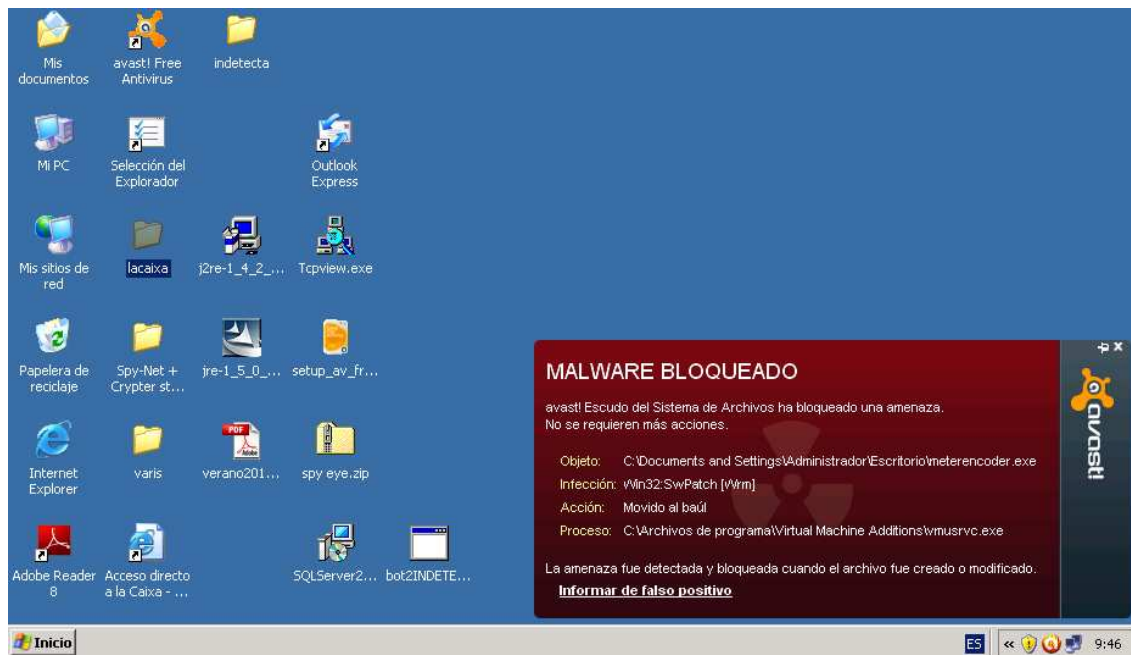 Mis
documentos
avast! Free
Antivirus
indetecta
Mi PC
Selección del
Explorador
Outlook
Express
Mis sitios de
red
lacaixa
j2re-1_4_2_...
Tcpview.exe
Papelera de
reciclaje
Spy-Net +
Crypter st...
jre-1_5_0_...
setup_av_fr...
Internet
Explorer
varis
PDF
Adobe
verano201...
spy eye.zip
Adobe Reader
8
Acceso directo
a la Caixa - ...
SQLServer2...
bot2INDETE...
MALWARE BLOQUEADO
avast! Escudo del Sistema de Archivos ha bloqueado una amenaza.
No se requieren más acciones.
Objeto: C:\Documents and Settings\Administrador\Escritorio\meterencoder.exe
Infección: Win32:SwPatch [Wrm]
Acción: Movido al baúl
Proceso: C:\Archivos de programa\Virtual Machine Additions\vmusrvc.exe
La amenaza fue detectada y bloqueada cuando el archivo fue creado o modificado.
Informar de falso positivo
avast!
Inicio
ES
«
9:46